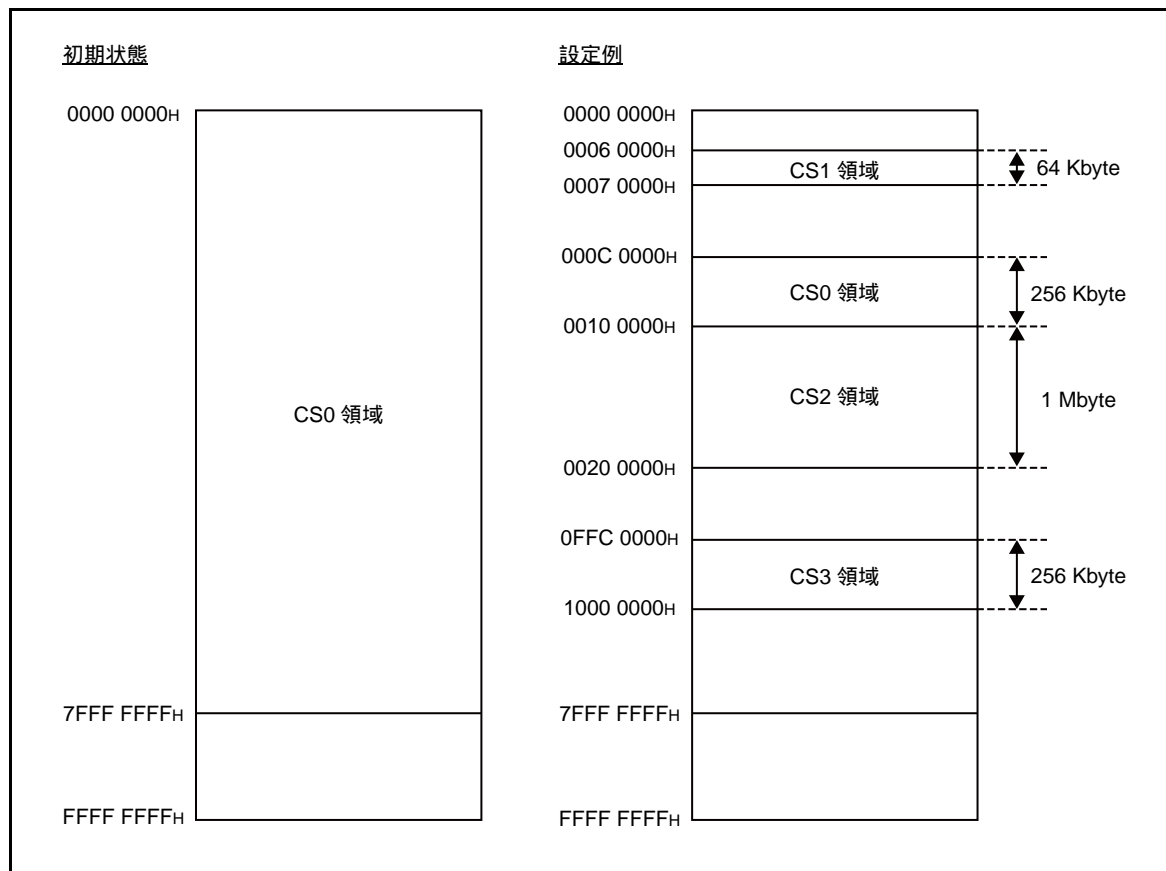 初期状態
0000 0000H
CS0 領域
7FFF FFFFH
FFFF FFFFH
設定例
0000 0000H
0006 0000H
CS1 領域
64 Kbyte
0007 0000H
000C 0000H
CS0 領域
256 Kbyte
0010 0000H
CS2 領域
1 Mbyte
0020 0000H
0FFC 0000H
CS3 領域
256 Kbyte
1000 0000H
7FFF FFFFH
FFFF FFFFH